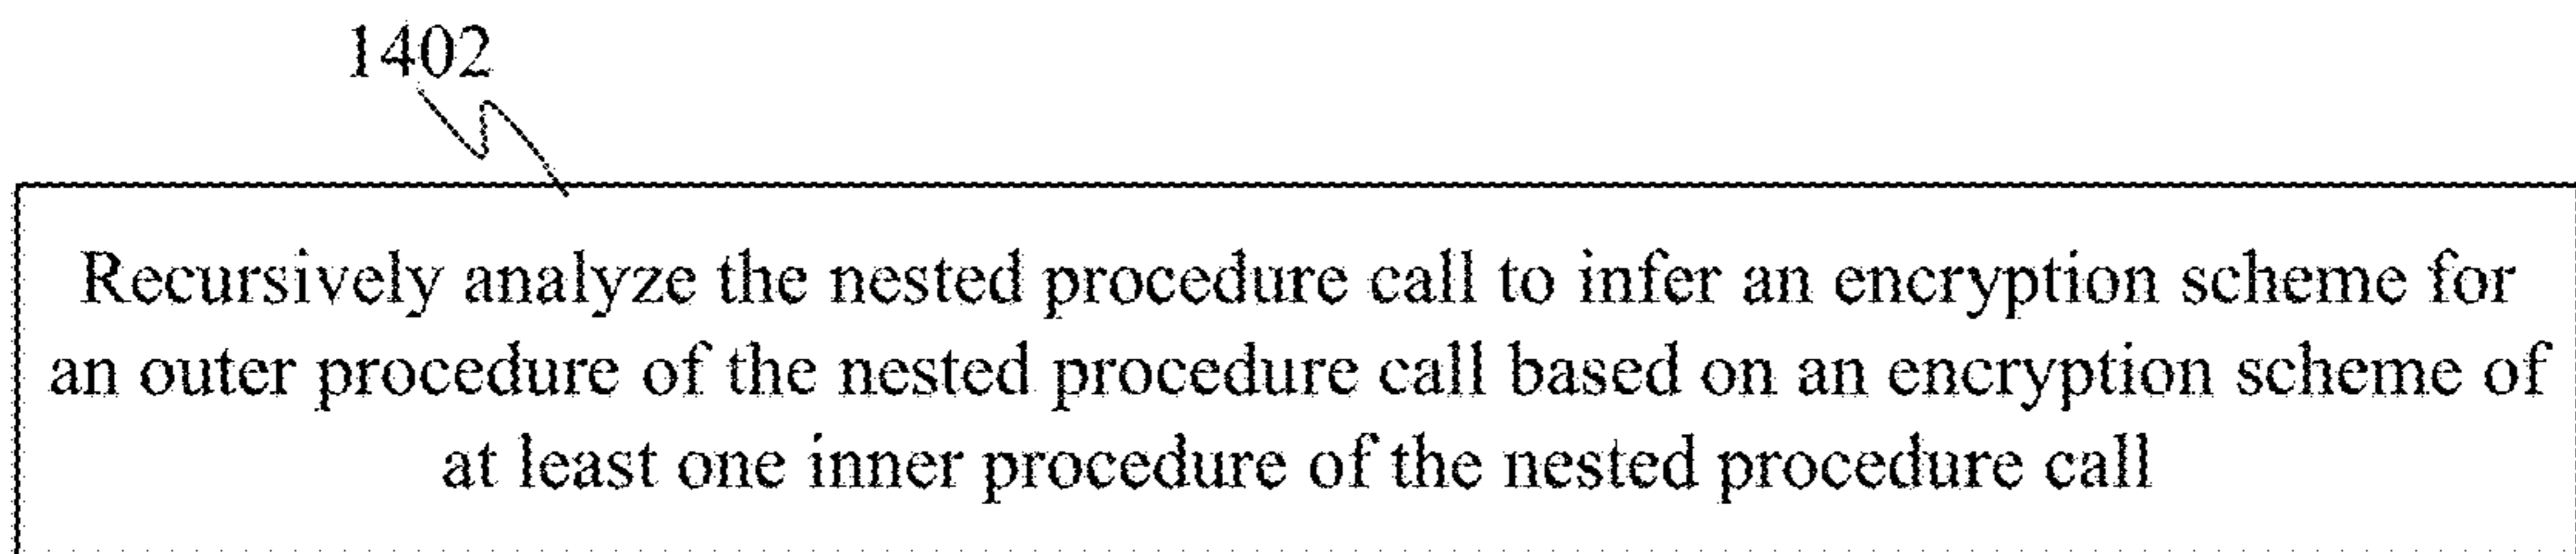 1402
Recursively analyze the nested procedure call to infer an encryption scheme for
an outer procedure of the nested procedure call based on an encryption scheme of
at least one inner procedure of the nested procedure call